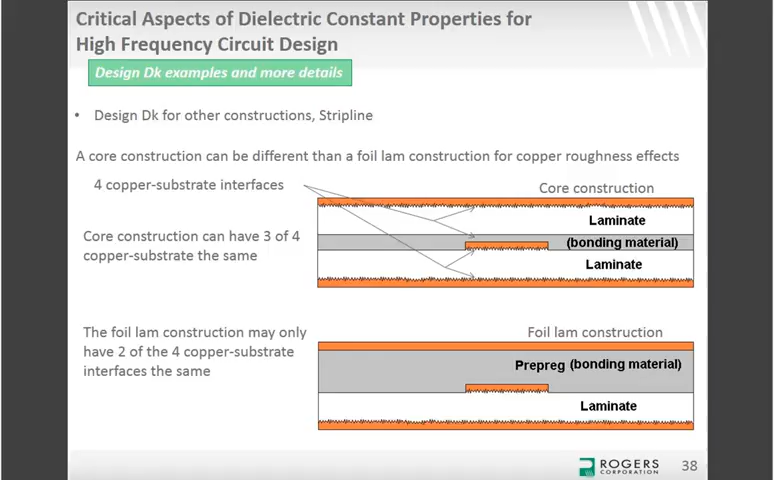 Critical Aspects of Dielectric Constant Properties for
High Frequency Circuit Design
Design Dk examples and more details
• Design Dk for other constructions, Stripline
A core construction can be different than a foil lam construction for copper roughness effects
4 copper-substrate interfaces
Core construction
Laminate
Core construction can have 3 of 4
copper-substrate the same
(bonding material)
Laminate
The foil lam construction may only
have 2 of the 4 copper-substrate
interfaces the same
Foil lam construction
Prepreg (bonding material)
Laminate
ROGERS
CORPORATION
38